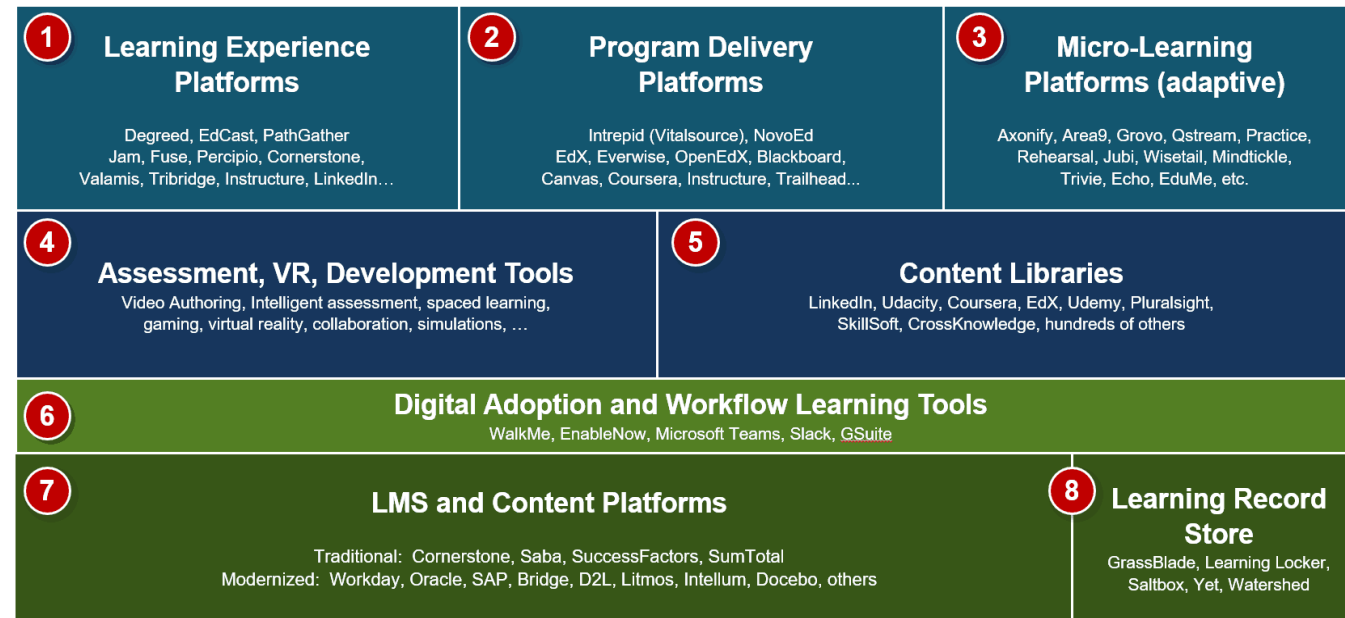 1
Learning Experience
Platforms
Degreed, EdCast, PathGather
Jam, Fuse, Percipio, Cornerstone,
Valamis, Tribridge, Instructure, LinkedIn…
2
Program Delivery
Platforms
Intrepid (Vitalsource), NovoEd
EdX, Everwise, OpenEdX, Blackboard,
Canvas, Coursera, Instructure, Trailhead...
3
Micro-Learning
Platforms (adaptive)
Axonify, Area9, Grovo, Qstream, Practice,
Rehearsal, Jubi, Wisetail, Mindtickle,
Trivie, Echo, EduMe, etc.
4
Assessment, VR, Development Tools
Video Authoring, Intelligent assessment, spaced learning,
gaming, virtual reality, collaboration, simulations, …
5
Content Libraries
LinkedIn, Udacity, Coursera, EdX, Udemy, Pluralsight,
SkillSoft, CrossKnowledge, hundreds of others
6
Digital Adoption and Workflow Learning Tools
WalkMe, EnableNow, Microsoft Teams, Slack, GSuite
7
LMS and Content Platforms
Traditional: Cornerstone, Saba, SuccessFactors, SumTotal
Modernized: Workday, Oracle, SAP, Bridge, D2L, Litmos, Intellum, Docebo, others
8
Learning Record
Store
GrassBlade, Learning Locker,
Saltbox, Yet, Watershed